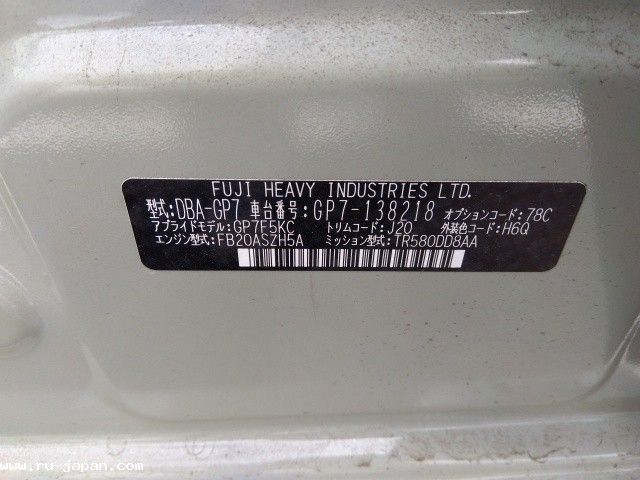 FUJI HEAVY INDUSTRIES LTD.
型式:DBA-GP7 車台番号:GP7-138218 オプションコード:78C
アプライドモデル:GP7F5KC トリムコード:J20 外装色コード:H6Q
エンジン型式:FB20ASZH5A ミッション型式:TR580DD8AA
www.ru-japan.com